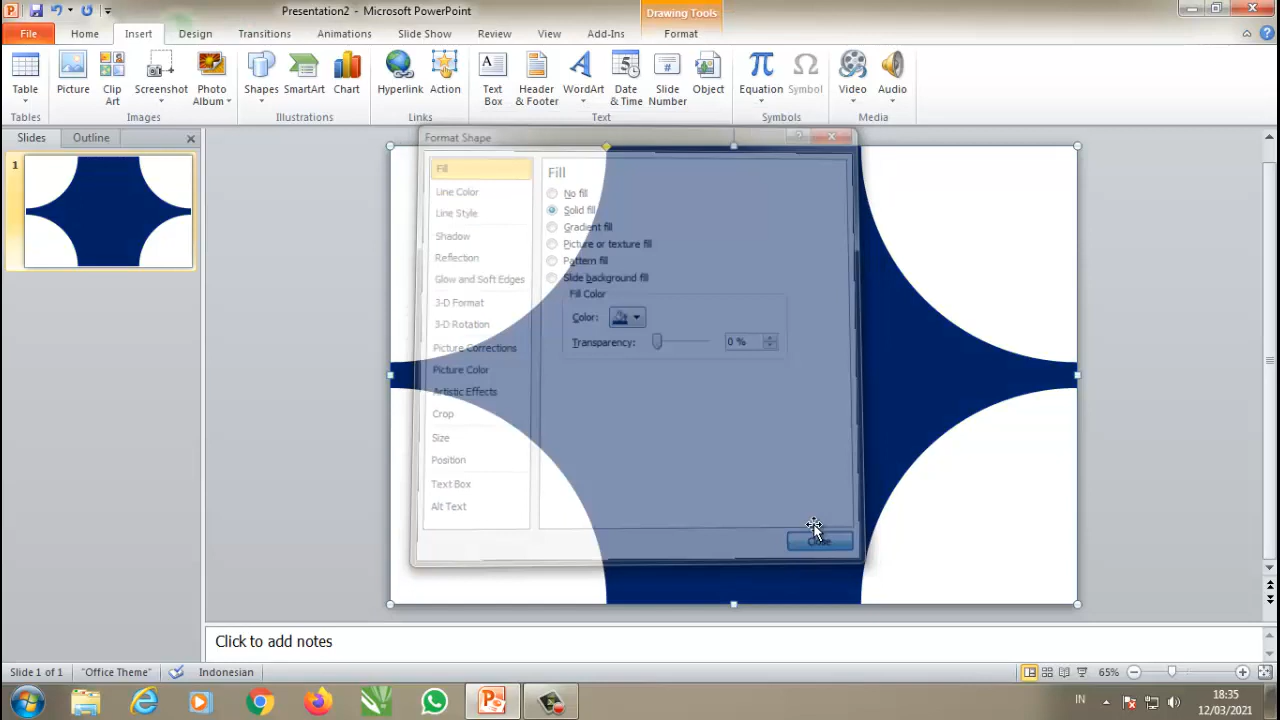 Presentation2 - Microsoft PowerPoint
Drawing Tools
File Home Insert Design Transitions Animations Slide Show Review View Add-Ins Format
Table Picture Clip Art Screenshot Photo Album Shapes SmartArt Chart Hyperlink Action Text Box Header & Footer WordArt Date & Time Slide Number Object Equation Symbol Video Audio
Tables Images Illustrations Links Text Symbols Media
Slides Outline
1
Format Shape
Fill
Line Color
Line Style
Shadow
Reflection
Glow and Soft Edges
3-D Format
3-D Rotation
Picture Corrections
Picture Color
Artistic Effects
Crop
Size
Position
Text Box
Alt Text
Fill
No fill
Solid fill
Gradient fill
Picture or texture fill
Pattern fill
Slide background fill
Fill Color
Color:
Transparency: 0 %
Close
Click to add notes
Slide 1 of 1 "Office Theme" Indonesian 65%
IN 18:35
12/03/2021